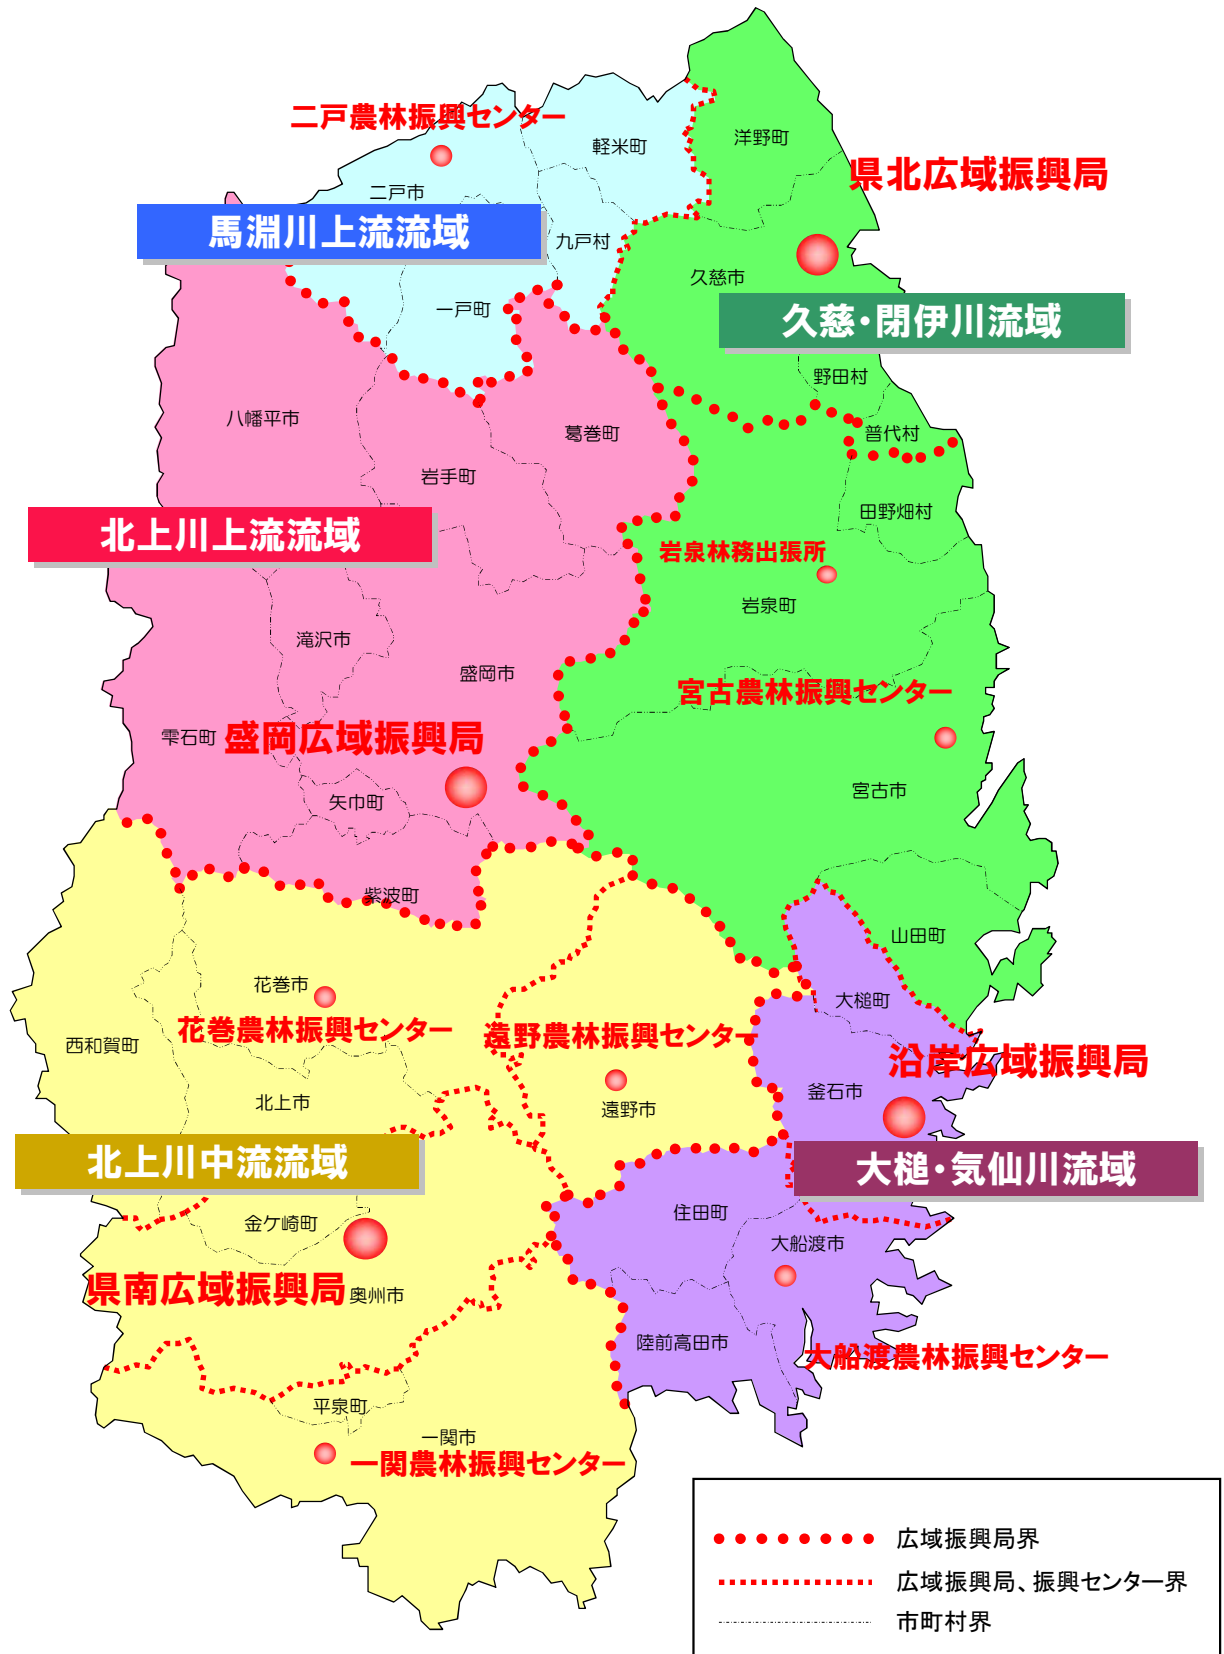 二戸農林振興センター
軽米町
洋野町
県北広域振興局
二戸市
馬淵川上流流域
九戸村
久慈市
一戸町
久慈・閉伊川流域
野田村
八幡平市
葛巻町
普代村
岩手町
田野畑村
北上川上流流域
岩泉林務出張所
岩泉町
滝沢市
盛岡市
宮古農林振興センター
雫石町
盛岡広域振興局
宮古市
矢巾町
紫波町
山田町
花巻市
大槌町
花巻農林振興センター
遠野農林振興センター
西和賀町
沿岸広域振興局
釜石市
北上市
遠野市
北上川中流流域
大槌・気仙川流域
住田町
金ケ崎町
大船渡市
県南広域振興局
奥州市
陸前高田市
大船渡農林振興センター
平泉町
一関市
一関農林振興センター
広域振興局界
広域振興局、振興センター界
市町村界